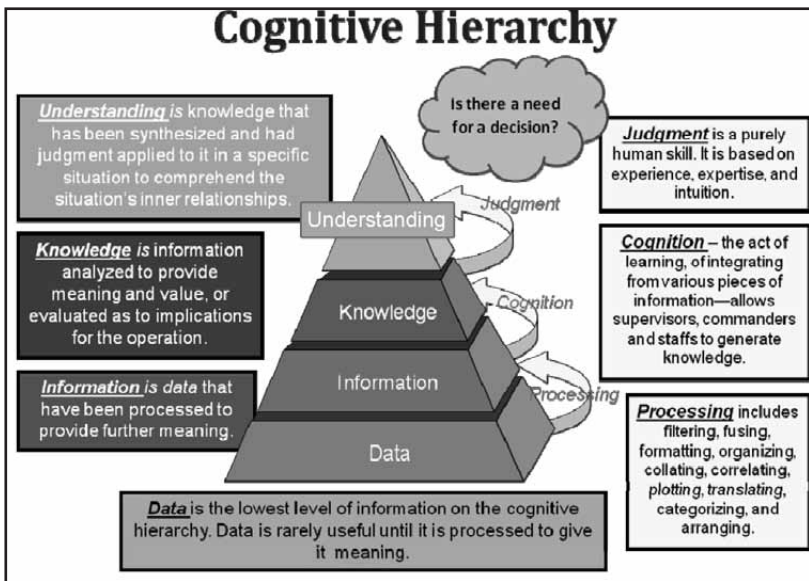 Cognitive Hierarchy
Is there a need
for a decision?
Understanding is knowledge that
has been synthesized and had
judgment applied to it in a specific
situation to comprehend the
situation's inner relationships.
Judgment is a purely
human skill. It is based on
experience, expertise, and
intuition.
Judgment
Understanding
Knowledge is information
analyzed to provide
meaning and value, or
evaluated as to implications
for the operation.
Cognition – the act of
learning, of integrating
from various pieces of
information—allows
supervisors, commanders
and staffs to generate
knowledge.
Cognition
Knowledge
Information is data that
have been processed to
provide further meaning.
Information
Processing
Processing includes
filtering, fusing,
formatting, organizing,
collating, correlating,
plotting, translating,
categorizing, and
arranging.
Data
Data is the lowest level of information on the cognitive
hierarchy. Data is rarely useful until it is processed to give
it meaning.